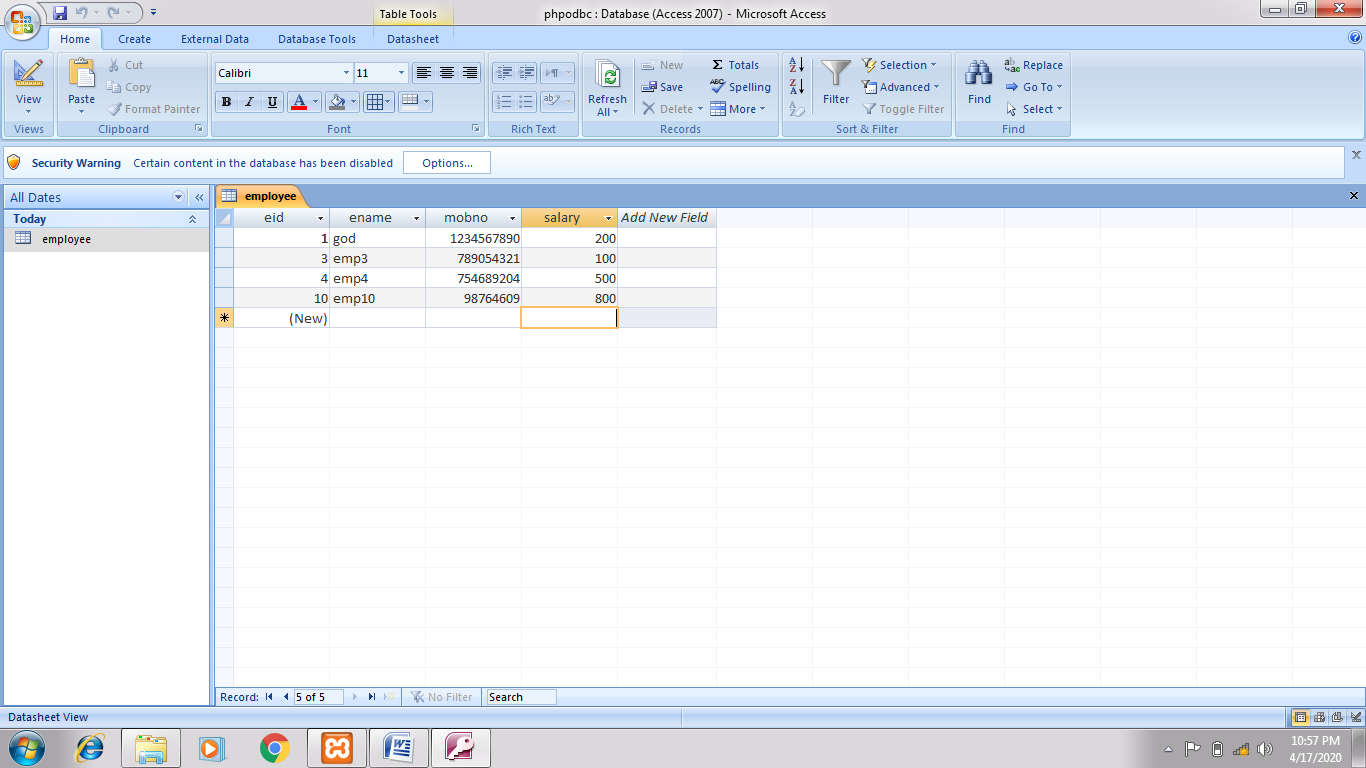 Table Tools
phpodbc : Database (Access 2007) - Microsoft Access
Home Create External Data Database Tools Datasheet
View
Views
Paste
Cut
Copy
Format Painter
Clipboard
Calibri 11
B I U A
Font
Rich Text
Refresh All
New
Save
Delete
Totals
Spelling
More
Records
Filter
Selection
Advanced
Toggle Filter
Sort & Filter
Find
Replace
Go To
Select
Find
Security Warning Certain content in the database has been disabled Options...
All Dates
Today
employee
employee
eid ename mobno salary Add New Field
1 god 1234567890 200
3 emp3 789054321 100
4 emp4 754689204 500
10 emp10 98764609 800
(New)
Record: 5 of 5 No Filter Search
Datasheet View
10:57 PM
4/17/2020